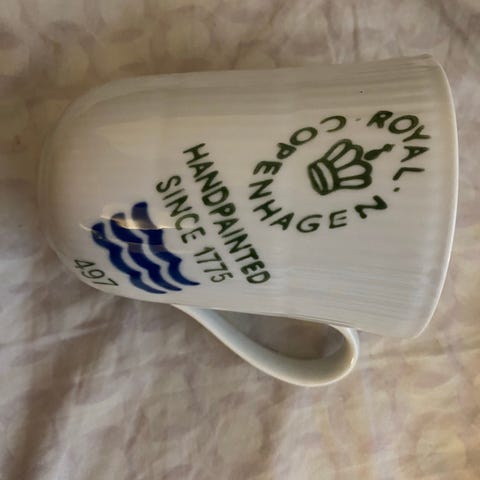 ROYAL.
COPENHAGEN
HANDPAINTED
SINCE 1775
497